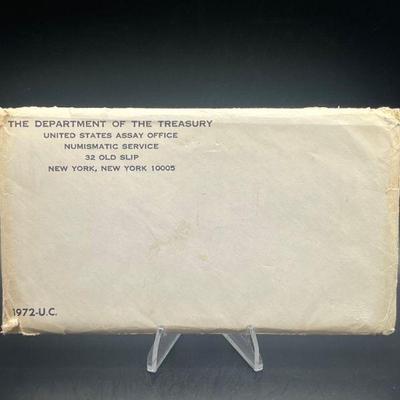 THE DEPARTMENT OF THE TREASURY
UNITED STATES ASSAY OFFICE
NUMISMATIC SERVICE
32 OLD SLIP
NEW YORK, NEW YORK 10005
1972-U.C.